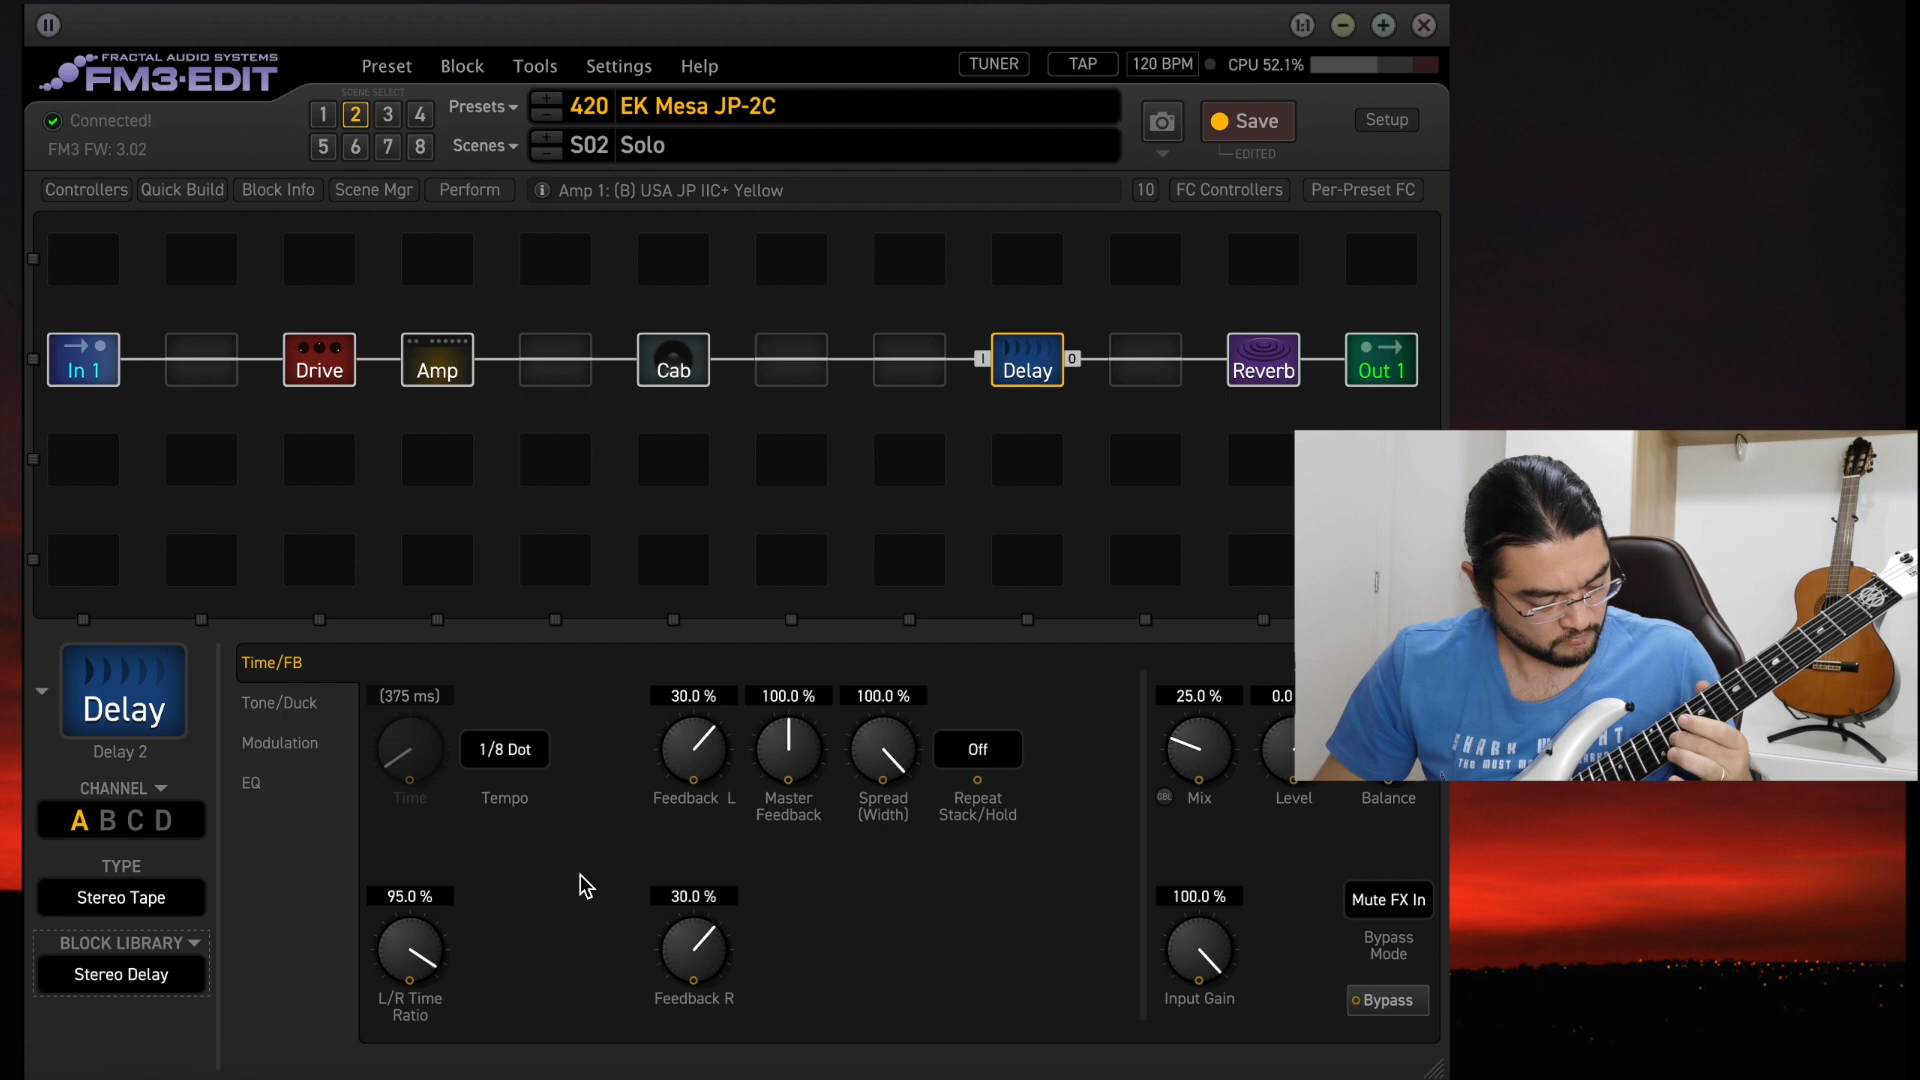 1:1
FRACTAL AUDIO SYSTEMS
FM3-EDIT
Preset Block Tools Settings Help
TUNER TAP 120 BPM CPU 52.1%
SCENE SELECT
1 2 3 4
5 6 7 8
Presets 420 EK Mesa JP-2C
Scenes S02 Solo
Connected!
FM3 FW: 3.02
Save
EDITED
Setup
Controllers Quick Build Block Info Scene Mgr Perform
Amp 1: (B) USA JP IIC+ Yellow
10 FC Controllers Per-Preset FC
In 1 Drive Amp Cab I Delay O Reverb Out 1
Delay
Delay 2
CHANNEL
A B C D
TYPE
Stereo Tape
BLOCK LIBRARY
Stereo Delay
Time/FB
Tone/Duck
Modulation
EQ
(375 ms) 30.0 % 100.0 % 100.0 % 25.0 % 0.0
1/8 Dot Off
Time Tempo Feedback L Master Feedback Spread (Width) Repeat Stack/Hold
GBL Mix Level Balance
95.0 % 30.0 % 100.0 %
Mute FX In
Bypass Mode
L/R Time Ratio Feedback R Input Gain
Bypass
THE MOST